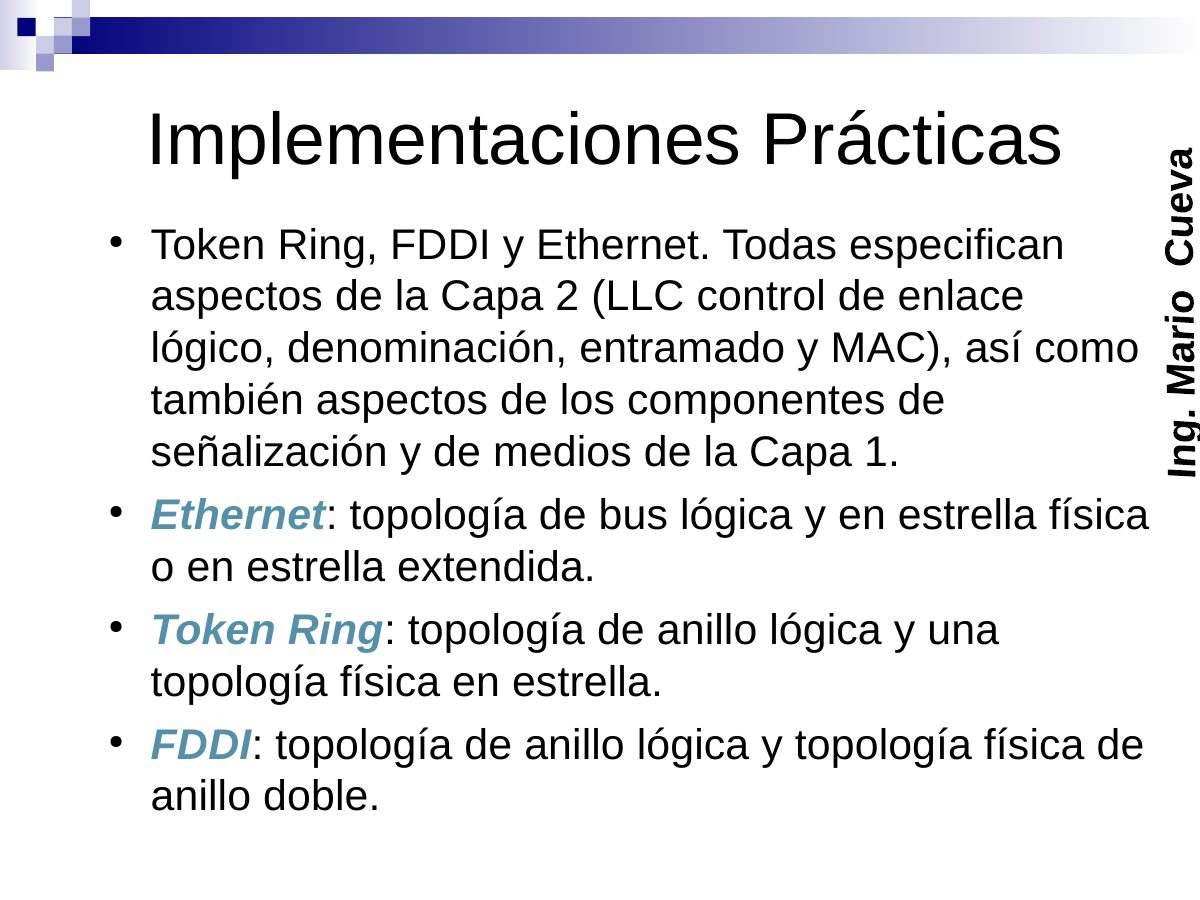 Implementaciones Prácticas
• Token Ring, FDDI y Ethernet. Todas especifican
aspectos de la Capa 2 (LLC control de enlace
lógico, denominación, entramado y MAC), así como
también aspectos de los componentes de
señalización y de medios de la Capa 1.
• Ethernet: topología de bus lógica y en estrella física
o en estrella extendida.
• Token Ring: topología de anillo lógica y una
topología física en estrella.
• FDDI: topología de anillo lógica y topología física de
anillo doble.
Ing. Mario Cueva